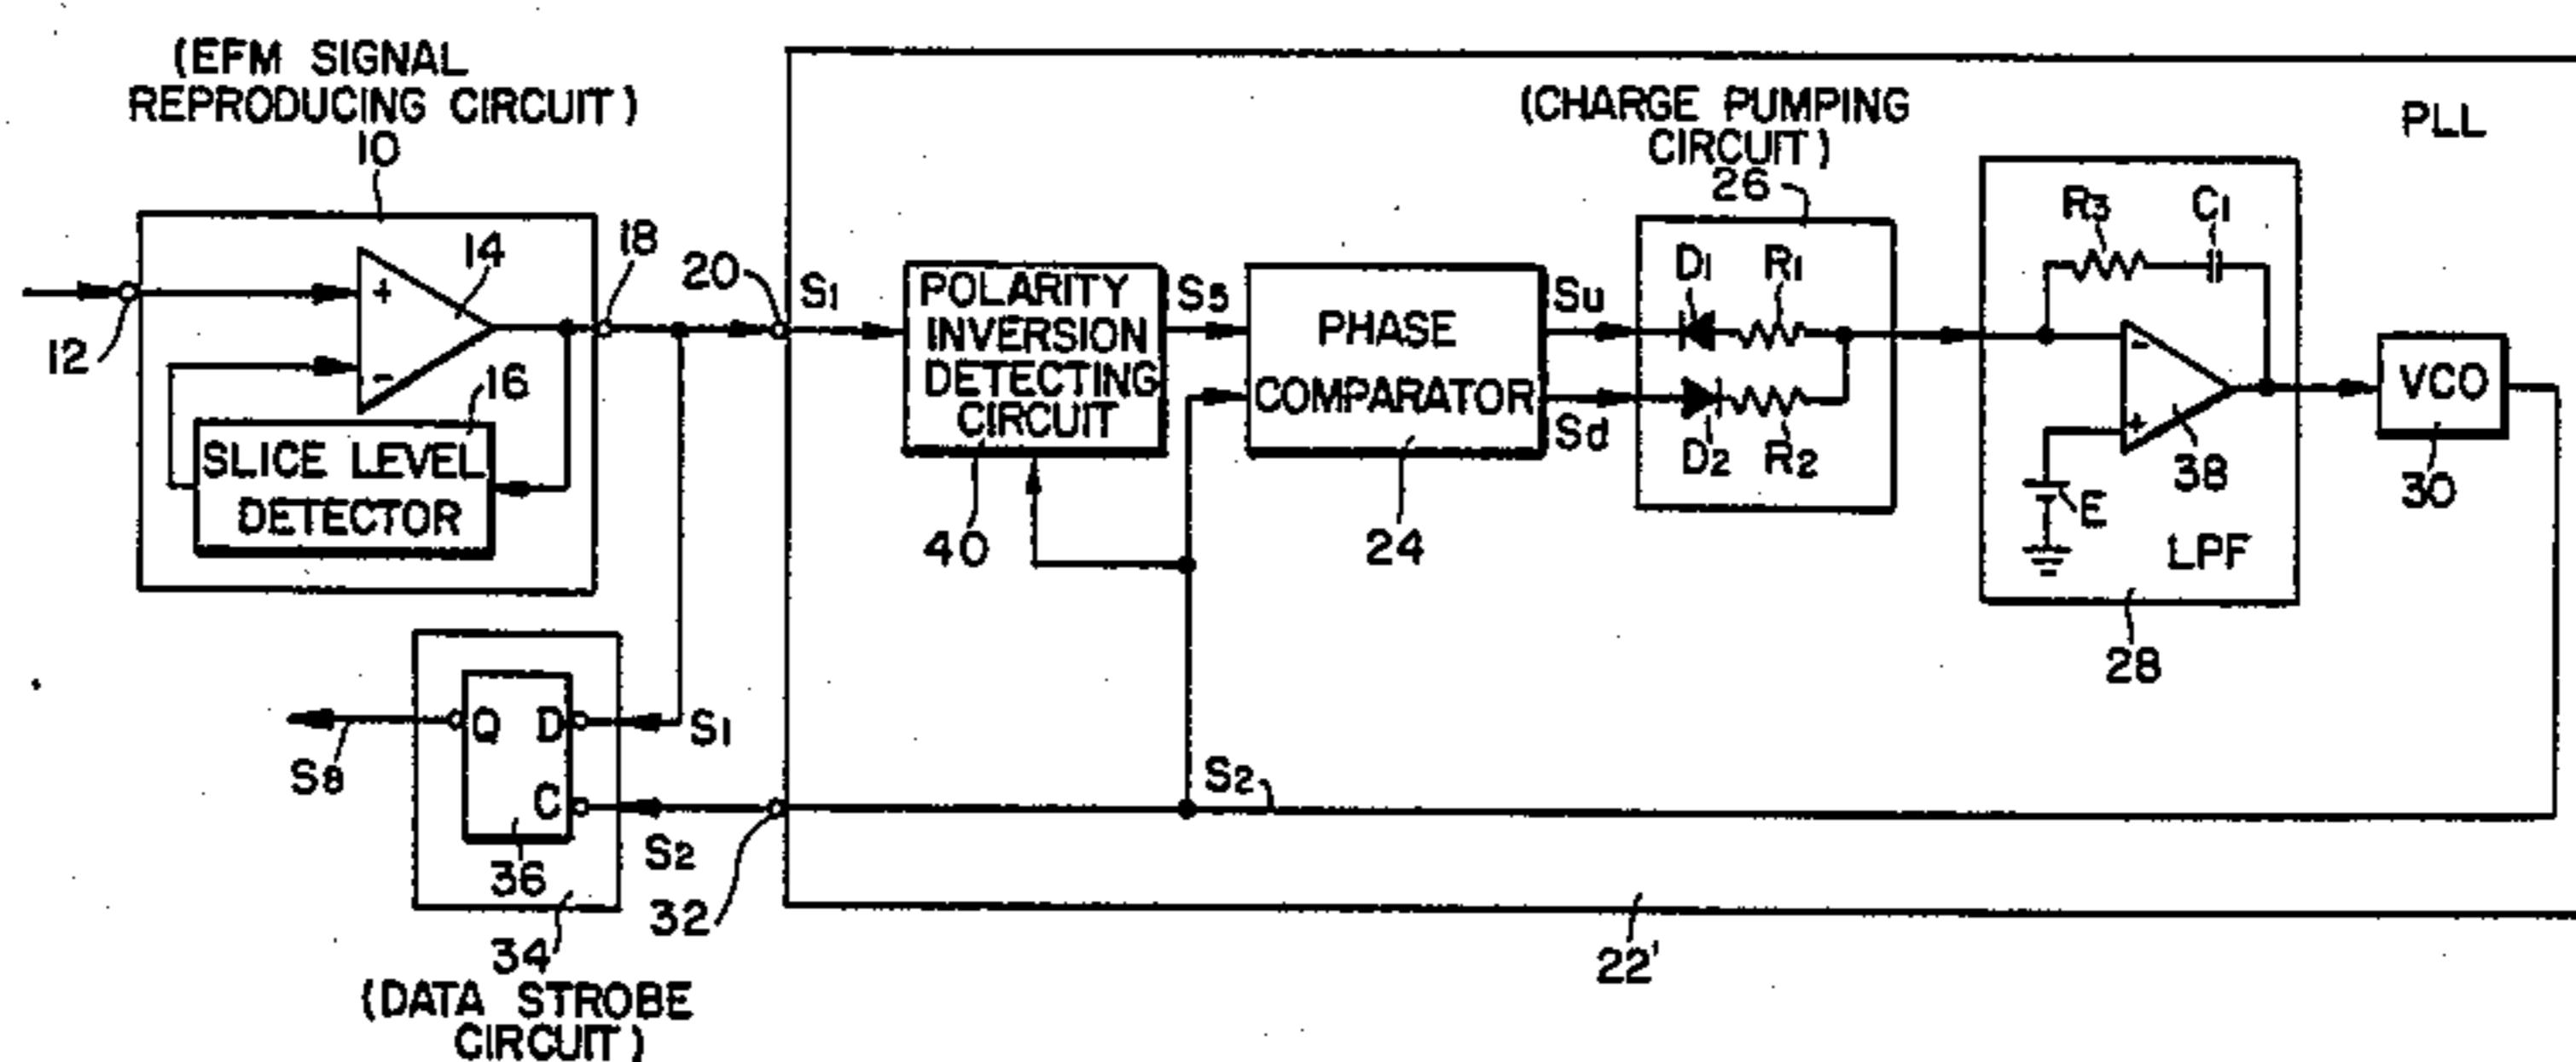 (EFM SIGNAL
REPRODUCING CIRCUIT)
10
12
+
-
14
16
SLICE LEVEL
DETECTOR
18
20
S1
POLARITY
INVERSION
DETECTING
CIRCUIT
40
S5
PHASE
COMPARATOR
24
Su
Sd
(CHARGE PUMPING
CIRCUIT)
26
D1
R1
D2
R2
PLL
R3
C1
-
+
38
E
LPF
28
VCO
30
S8
Q
D
C
36
S1
S2
32
S2
34
(DATA STROBE
CIRCUIT)
22'